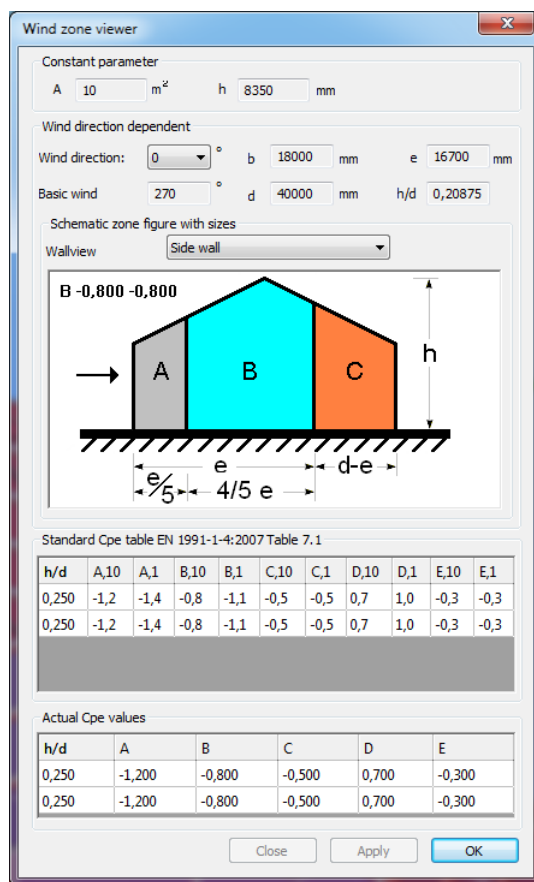 Wind zone viewer
Constant parameter
A 10 m² h 8350 mm
Wind direction dependent
Wind direction: 0 ° b 18000 mm e 16700 mm
Basic wind 270 ° d 40000 mm h/d 0,20875
Schematic zone figure with sizes
Wallview Side wall
B -0,800 -0,800
A B C h
e d-e
e/5 4/5 e
Standard Cpe table EN 1991-1-4:2007 Table 7.1
h/d A,10 A,1 B,10 B,1 C,10 C,1 D,10 D,1 E,10 E,1
0,250 -1,2 -1,4 -0,8 -1,1 -0,5 -0,5 0,7 1,0 -0,3 -0,3
0,250 -1,2 -1,4 -0,8 -1,1 -0,5 -0,5 0,7 1,0 -0,3 -0,3
Actual Cpe values
h/d A B C D E
0,250 -1,200 -0,800 -0,500 0,700 -0,300
0,250 -1,200 -0,800 -0,500 0,700 -0,300
Close Apply OK